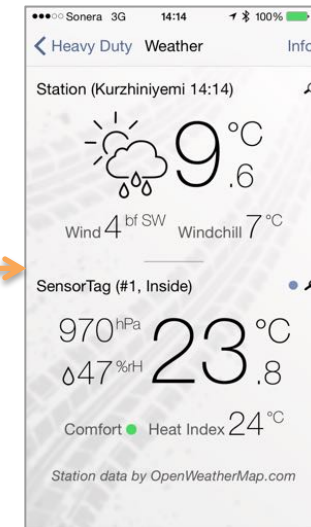 Sonera 3G 14:14 100%
Heavy Duty Weather Info
Station (Kurzhiniyemi 14:14)
9.6 °C
Wind 4 bf SW Windchill 7 °C
SensorTag (#1, Inside)
970 hPa 23.8 °C
47 %rH
Comfort Heat Index 24 °C
Station data by OpenWeatherMap.com